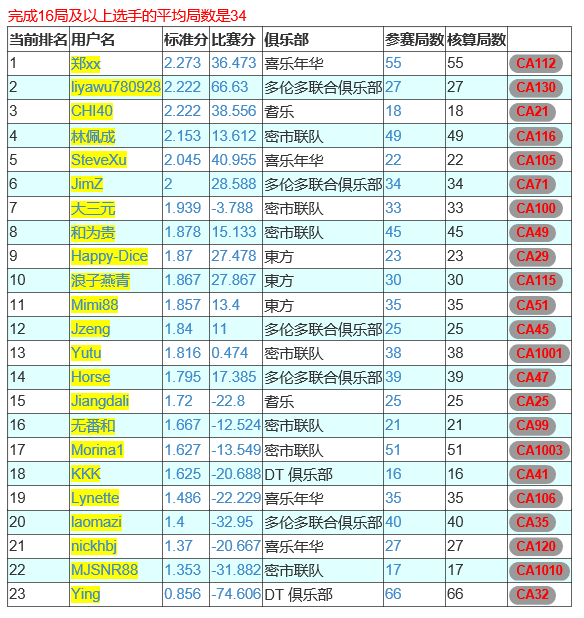 完成16局及以上选手的平均局数是34
当前排名 用户名 标准分 比赛分 俱乐部 参赛局数 核算局数
1 郑xx 2.273 36.473 喜乐年华 55 55 CA112
2 liyawu780928 2.222 66.63 多伦多联合俱乐部 27 27 CA130
3 CHI40 2.222 38.556 耆乐 18 18 CA21
4 林佩成 2.153 13.612 密市联队 49 49 CA116
5 SteveXu 2.045 40.955 喜乐年华 22 22 CA105
6 JimZ 2 28.588 多伦多联合俱乐部 34 34 CA71
7 大三元 1.939 -3.788 密市联队 33 33 CA100
8 和为贵 1.878 15.133 密市联队 45 45 CA49
9 Happy-Dice 1.87 27.478 東方 23 23 CA29
10 浪子燕青 1.867 27.867 東方 30 30 CA115
11 Mimi88 1.857 13.4 東方 35 35 CA51
12 Jzeng 1.84 11 多伦多联合俱乐部 25 25 CA45
13 Yutu 1.816 0.474 密市联队 38 38 CA1001
14 Horse 1.795 17.385 多伦多联合俱乐部 39 39 CA47
15 Jiangdali 1.72 -22.8 耆乐 25 25 CA25
16 无番和 1.667 -12.524 密市联队 21 21 CA99
17 Morina1 1.627 -13.549 密市联队 51 51 CA1003
18 KKK 1.625 -20.688 DT 俱乐部 16 16 CA41
19 Lynette 1.486 -22.229 喜乐年华 35 35 CA106
20 laomazi 1.4 -32.95 多伦多联合俱乐部 40 40 CA35
21 nickhbj 1.37 -20.667 喜乐年华 27 27 CA120
22 MJSNR88 1.353 -31.882 密市联队 17 17 CA1010
23 Ying 0.856 -74.606 DT 俱乐部 66 66 CA32